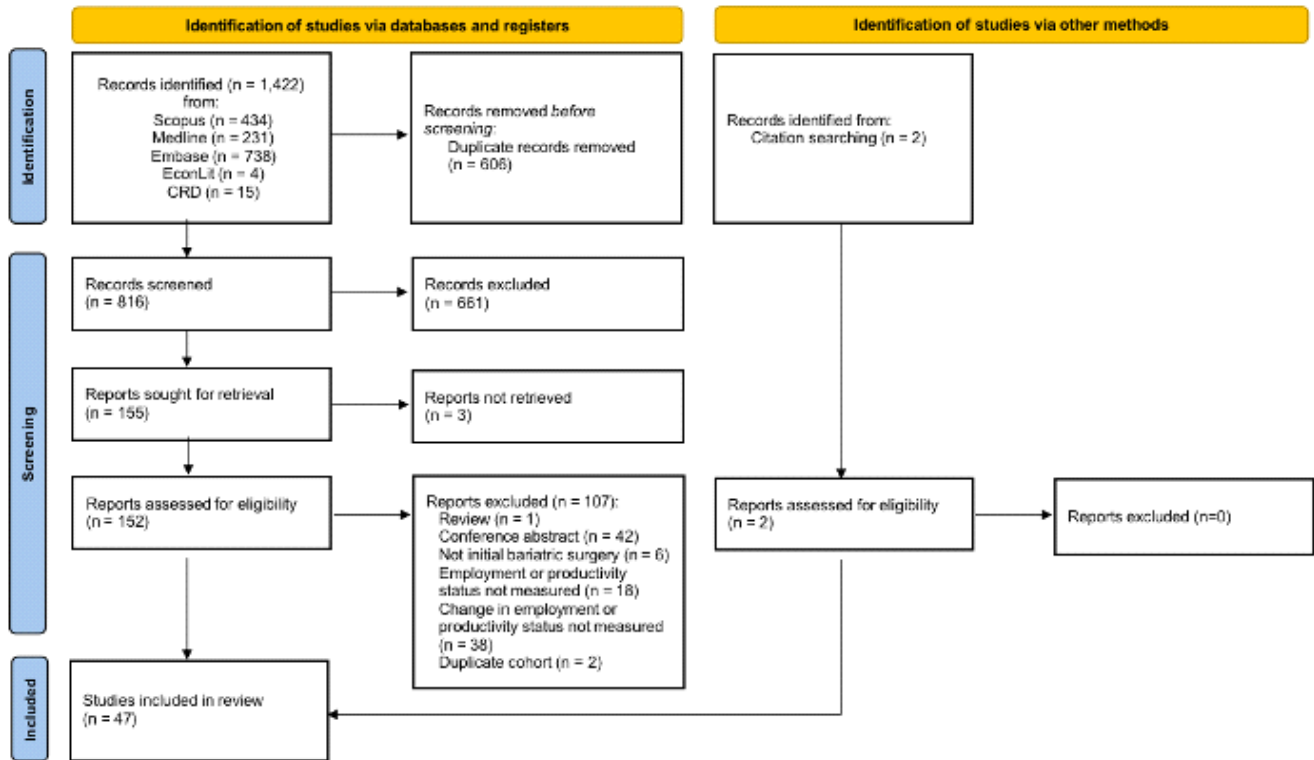 Identification of studies via databases and registers
Identification of studies via other methods
Identification
Records identified (n = 1,422)
from:
Scopus (n = 434)
Medline (n = 231)
Embase (n = 738)
EconLit (n = 4)
CRD (n = 15)
Records removed before
screening:
Duplicate records removed
(n = 606)
Records identified from:
Citation searching (n = 2)
Screening
Records screened
(n = 816)
Records excluded
(n = 661)
Reports sought for retrieval
(n = 155)
Reports not retrieved
(n = 3)
Reports assessed for eligibility
(n = 152)
Reports excluded (n = 107):
Review (n = 1)
Conference abstract (n = 42)
Not initial bariatric surgery (n = 6)
Employment or productivity
status not measured (n = 18)
Change in employment or
productivity status not measured
(n = 38)
Duplicate cohort (n = 2)
Reports assessed for eligibility
(n = 2)
Reports excluded (n=0)
Included
Studies included in review
(n = 47)